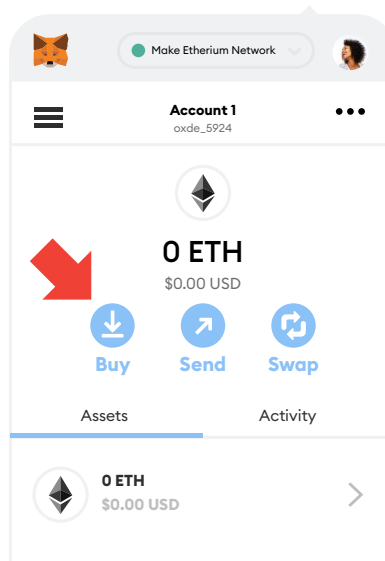 Make Etherium Network
Account 1
oxde_5924
0 ETH
$0.00 USD
Buy Send Swap
Assets Activity
0 ETH
$0.00 USD